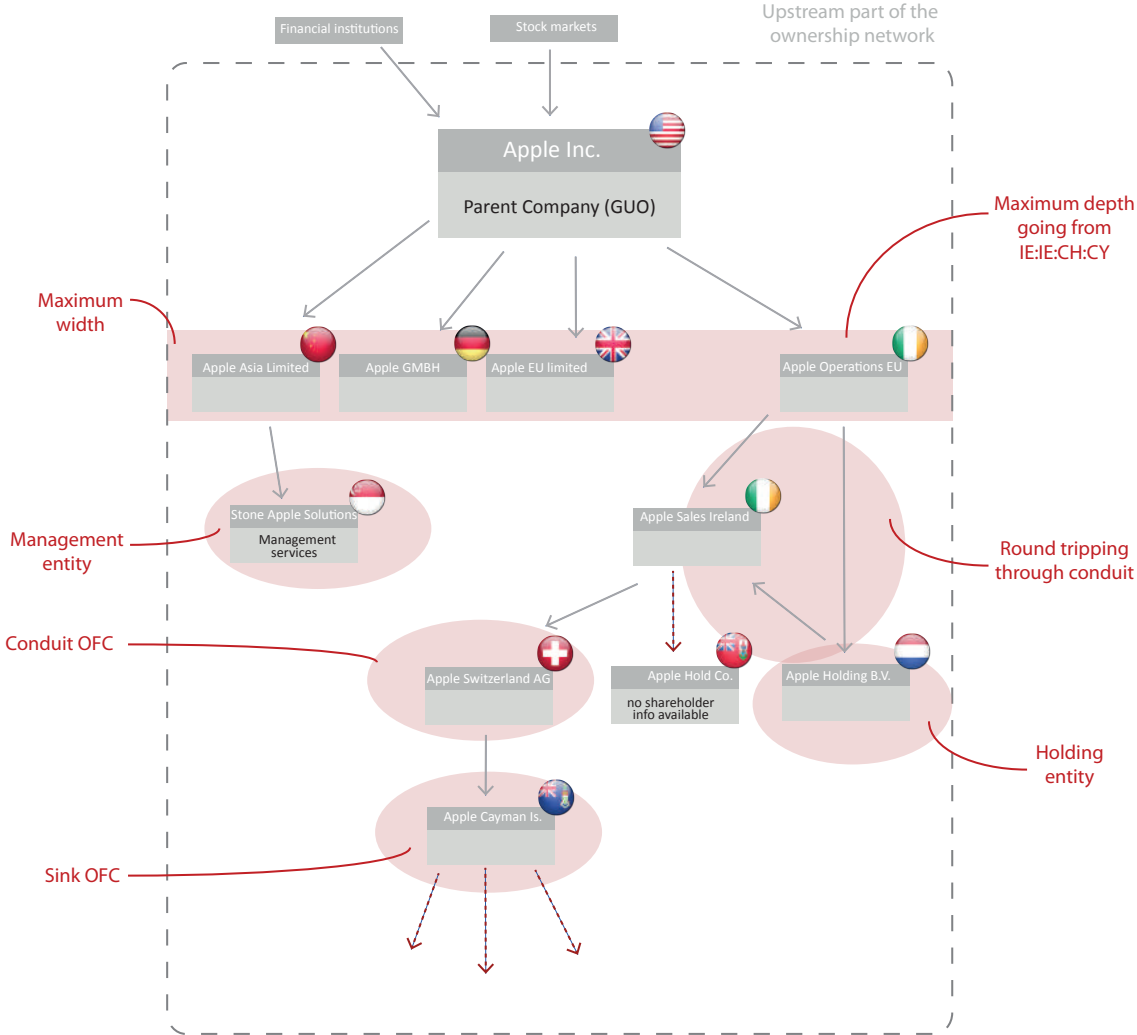 Upstream part of the
ownership network
Financial institutions
Stock markets
Apple Inc.
Parent Company (GUO)
Maximum depth
going from
IE:IE:CH:CY
Maximum
width
Apple Asia Limited
Apple GMBH
Apple EU limited
Apple Operations EU
Stone Apple Solutions
Management
services
Apple Sales Ireland
Management
entity
Round tripping
through conduit
Conduit OFC
Apple Switzerland AG
Apple Hold Co.
no shareholder
info available
Apple Holding B.V.
Holding
entity
Apple Cayman Is.
Sink OFC